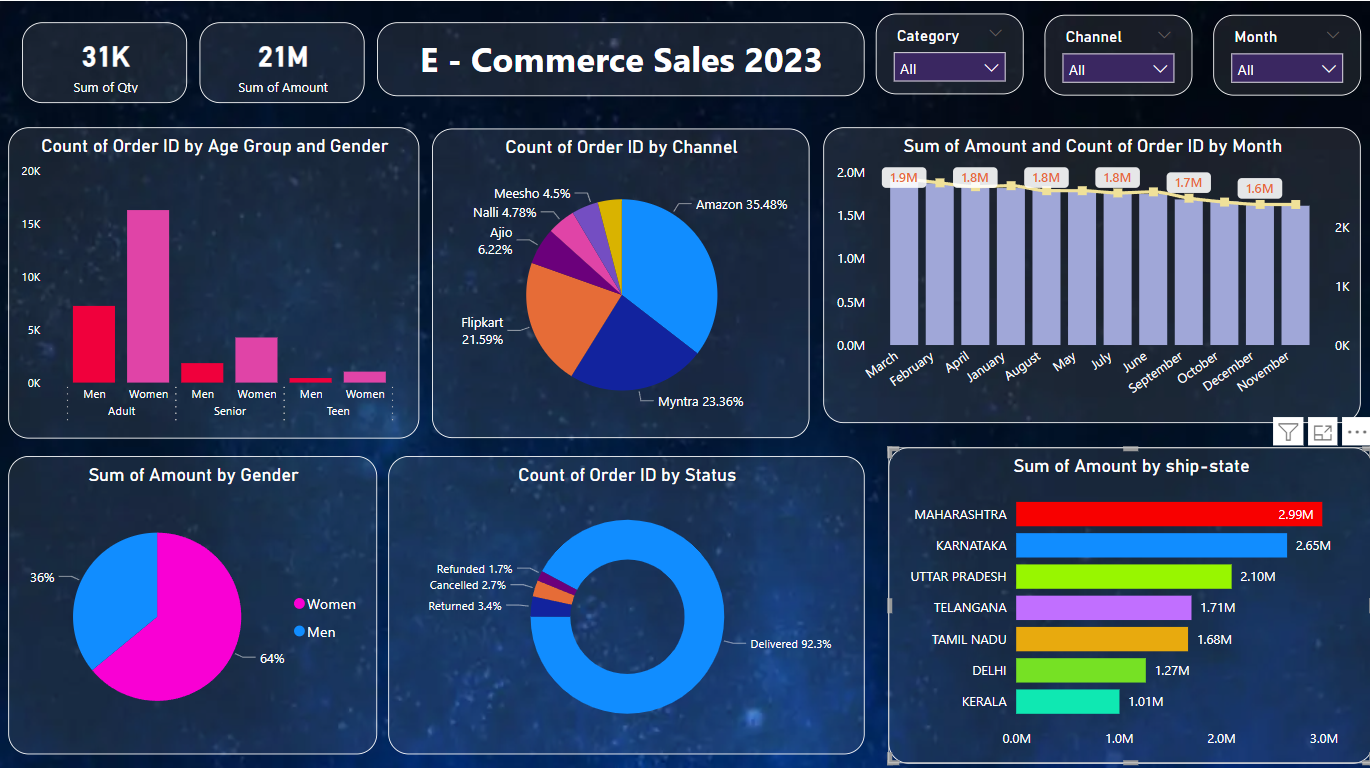 31K
Sum of Qty
21M
Sum of Amount
E - Commerce Sales 2023
Category
All
Channel
All
Month
All
Count of Order ID by Age Group and Gender
20K
15K
10K
5K
0K
Men Women Men Women Men Women
Adult Senior Teen
Count of Order ID by Channel
Meesho 4.5%
Nalli 4.78%
Ajio
6.22%
Flipkart
21.59%
Amazon 35.48%
Myntra 23.36%
Sum of Amount and Count of Order ID by Month
2.0M
1.5M
1.0M
0.5M
0.0M
1.9M 1.8M 1.8M 1.8M 1.7M 1.6M
2K
1K
0K
March February April January August May July June September October December November
Sum of Amount by Gender
36%
64%
Women
Men
Count of Order ID by Status
Refunded 1.7%
Cancelled 2.7%
Returned 3.4%
Delivered 92.3%
Sum of Amount by ship-state
MAHARASHTRA 2.99M
KARNATAKA 2.65M
UTTAR PRADESH 2.10M
TELANGANA 1.71M
TAMIL NADU 1.68M
DELHI 1.27M
KERALA 1.01M
0.0M 1.0M 2.0M 3.0M